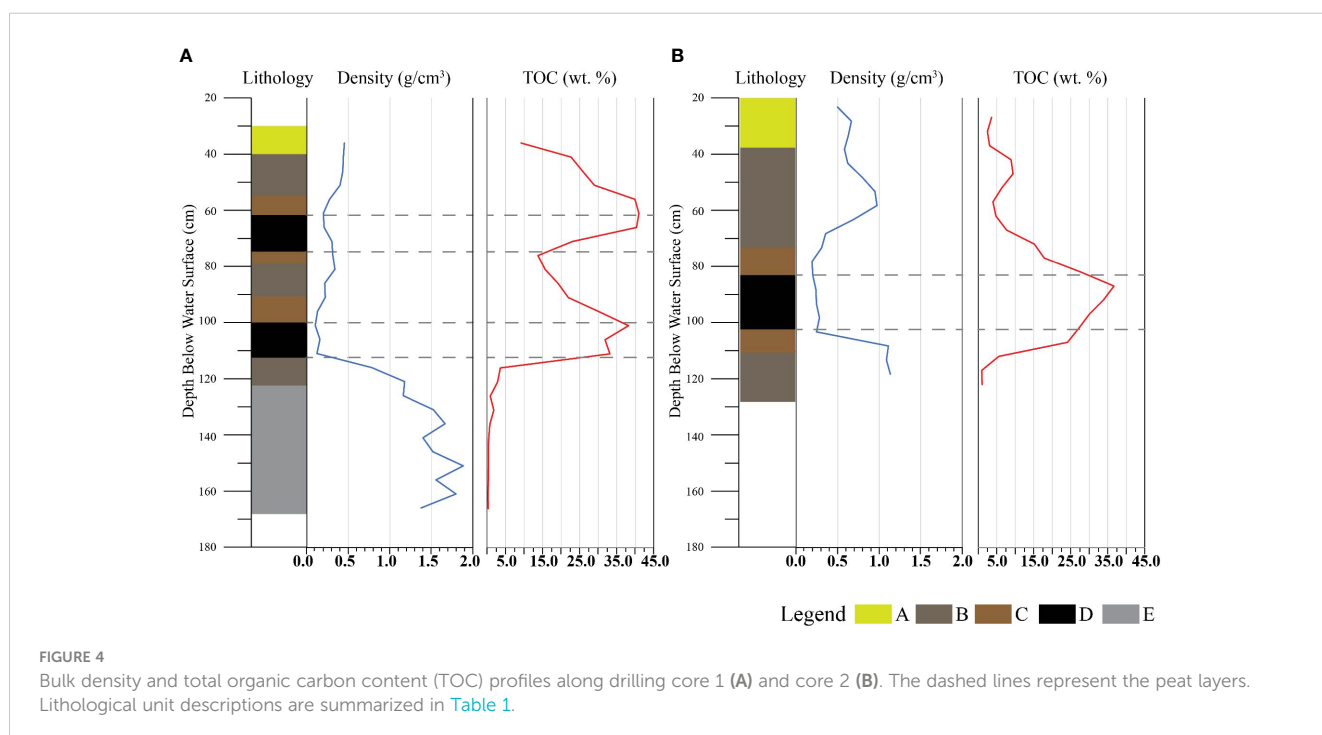 A
B
Lithology Density (g/cm³) TOC (wt. %)
Lithology Density (g/cm³) TOC (wt. %)
Depth Below Water Surface (cm)
20
40
60
80
100
120
140
160
180
0.0 0.5 1.0 1.5 2.0
5.0 15.0 25.0 35.0 45.0
Depth Below Water Surface (cm)
20
40
60
80
100
120
140
160
180
0.0 0.5 1.0 1.5 2.0
5.0 15.0 25.0 35.0 45.0
Legend A B C D E
FIGURE 4
Bulk density and total organic carbon content (TOC) profiles along drilling core 1 (A) and core 2 (B). The dashed lines represent the peat layers.
Lithological unit descriptions are summarized in Table 1.